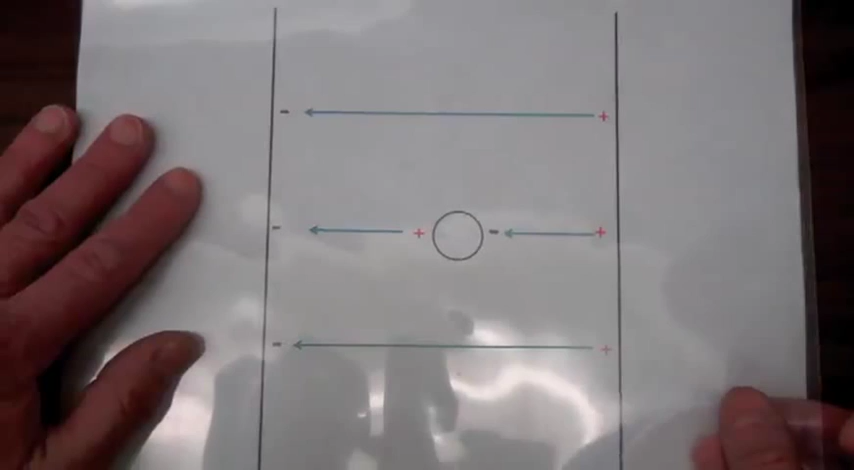 - +
- + - +
- +